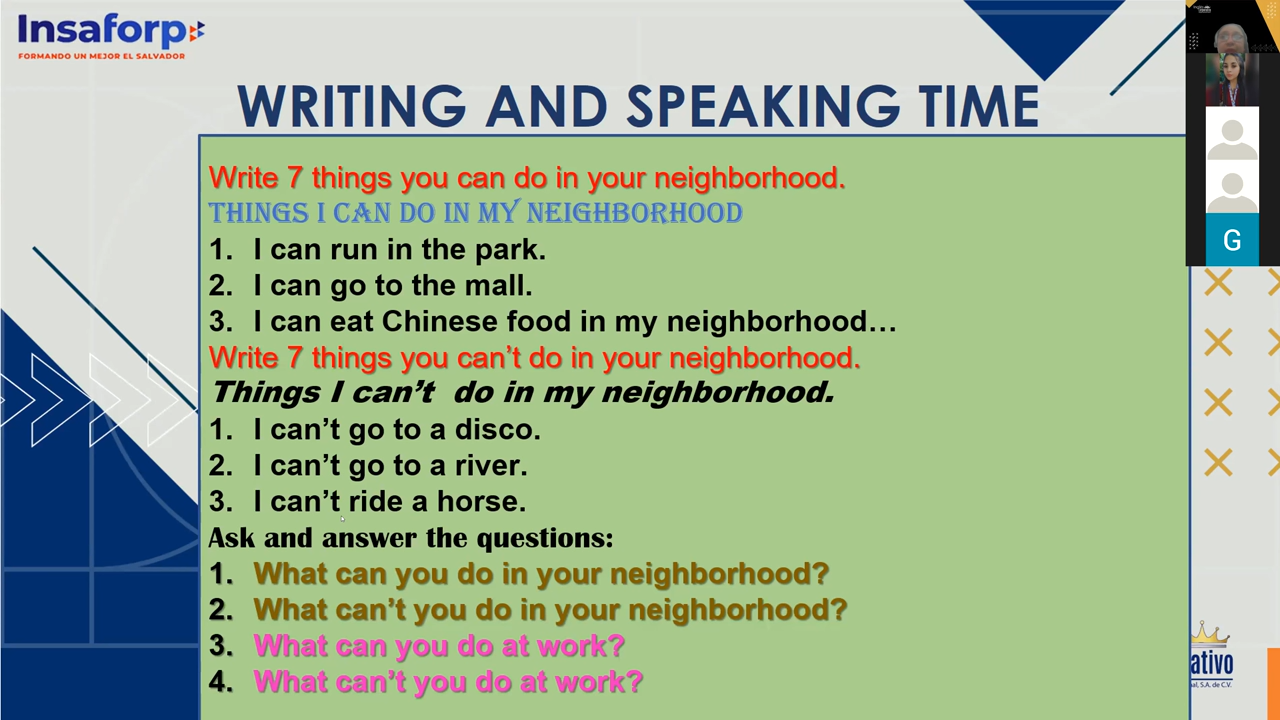 Insaforp
FORMANDO UN MEJOR EL SALVADOR
WRITING AND SPEAKING TIME
Write 7 things you can do in your neighborhood.
THINGS I CAN DO IN MY NEIGHBORHOOD
1. I can run in the park.
2. I can go to the mall.
3. I can eat Chinese food in my neighborhood…
Write 7 things you can’t do in your neighborhood.
Things I can’t do in my neighborhood.
1. I can’t go to a disco.
2. I can’t go to a river.
3. I can’t ride a horse.
Ask and answer the questions:
1. What can you do in your neighborhood?
2. What can’t you do in your neighborhood?
3. What can you do at work?
4. What can’t you do at work?
G
ativo
nal, S.A. de C.V.